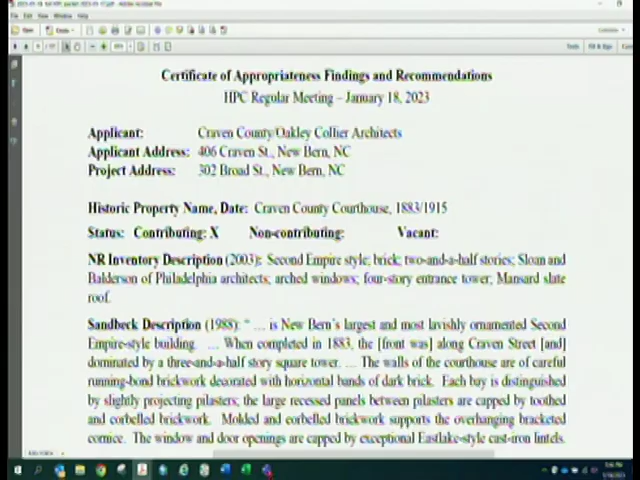 File Edit View Window Help
Certificate of Appropriateness Findings and Recommendations
HPC Regular Meeting – January 18, 2023
Applicant: Craven County/Oakley Collier Architects
Applicant Address: 406 Craven St., New Bern, NC
Project Address: 302 Broad St., New Bern, NC
Historic Property Name, Date: Craven County Courthouse, 1883/1915
Status: Contributing: X Non-contributing: Vacant:
NR Inventory Description (2003): Second Empire style; brick; two-and-a-half stories; Sloan and
Balderson of Philadelphia architects; arched windows; four-story entrance tower; Mansard slate
roof.
Sandbeck Description (1988): “ … is New Bern’s largest and most lavishly ornamented Second
Empire-style building. … When completed in 1883, the [front was] along Craven Street [and]
dominated by a three-and-a-half story square tower. … The walls of the courthouse are of careful
running-bond brickwork decorated with horizontal bands of dark brick. Each bay is distinguished
by slightly projecting pilasters; the large recessed panels between pilasters are capped by toothed
and corbelled brickwork. Molded and corbelled brickwork supports the overhanging bracketed
cornice. The window and door openings are capped by exceptional Eastlake-style cast-iron lintels.